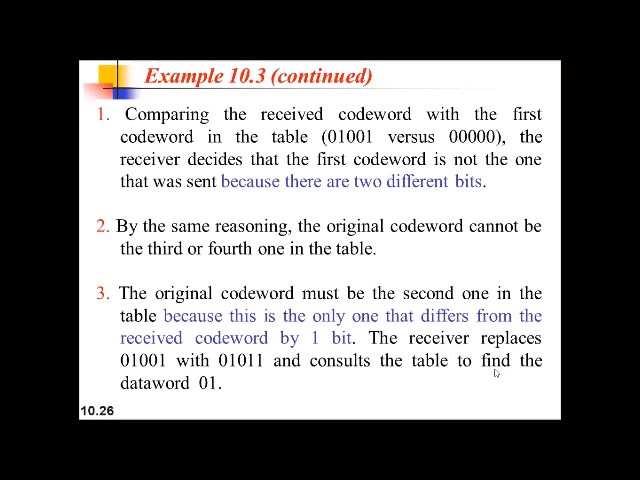 Example 10.3 (continued)
1. Comparing the received codeword with the first
codeword in the table (01001 versus 00000), the
receiver decides that the first codeword is not the one
that was sent because there are two different bits.
2. By the same reasoning, the original codeword cannot be
the third or fourth one in the table.
3. The original codeword must be the second one in the
table because this is the only one that differs from the
received codeword by 1 bit. The receiver replaces
01001 with 01011 and consults the table to find the
dataword 01.
10.26